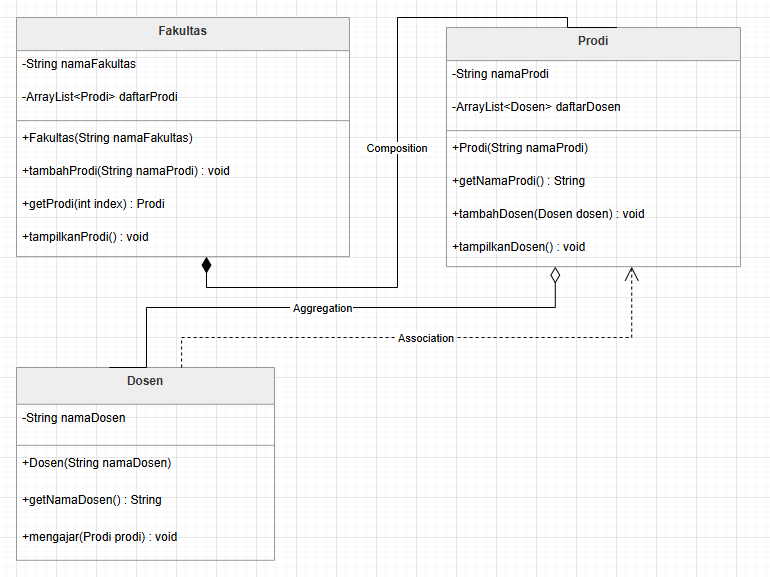 Fakultas
-String namaFakultas
-ArrayList<Prodi> daftarProdi
+Fakultas(String namaFakultas)
+tambahProdi(String namaProdi) : void
+getProdi(int index) : Prodi
+tampilkanProdi() : void
Composition
Prodi
-String namaProdi
-ArrayList<Dosen> daftarDosen
+Prodi(String namaProdi)
+getNamaProdi() : String
+tambahDosen(Dosen dosen) : void
+tampilkanDosen() : void
Aggregation
Association
Dosen
-String namaDosen
+Dosen(String namaDosen)
+getNamaDosen() : String
+mengajar(Prodi prodi) : void